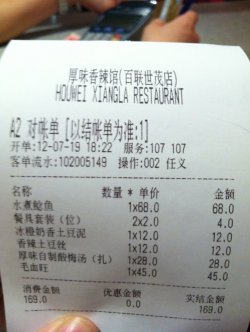 厚味香辣馆(百联世茂店)
HOUWEI XIANGLA RESTAURANT
A2 对帐单 [以结帐单为准:1]
开单:12-07-19 18:22 服务:107 107
客单流水:102005149 操作:002 任义
名称 数量 * 单价 金额
水煮鲶鱼 1x68.0 68.0
餐具套装（位） 2x2.0 4.0
冰橙奶香土豆泥 1x12.0 12.0
香辣土豆丝 1x12.0 12.0
厚味自制酸梅汤（扎） 1x28.0 28.0
毛血旺 1x45.0 45.0
消费金额 优惠金额 实结金额
169.0 0.0 169.0